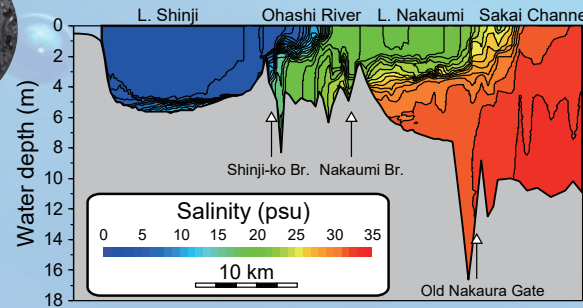 L. Shinji Ohashi River L. Nakaumi Sakai Channe
Water depth (m)
0
2
4
6
8
10
12
14
16
18
Shinji-ko Br. Nakaumi Br.
Salinity (psu)
0 5 10 15 20 25 30 35
10 km
Old Nakaura Gate